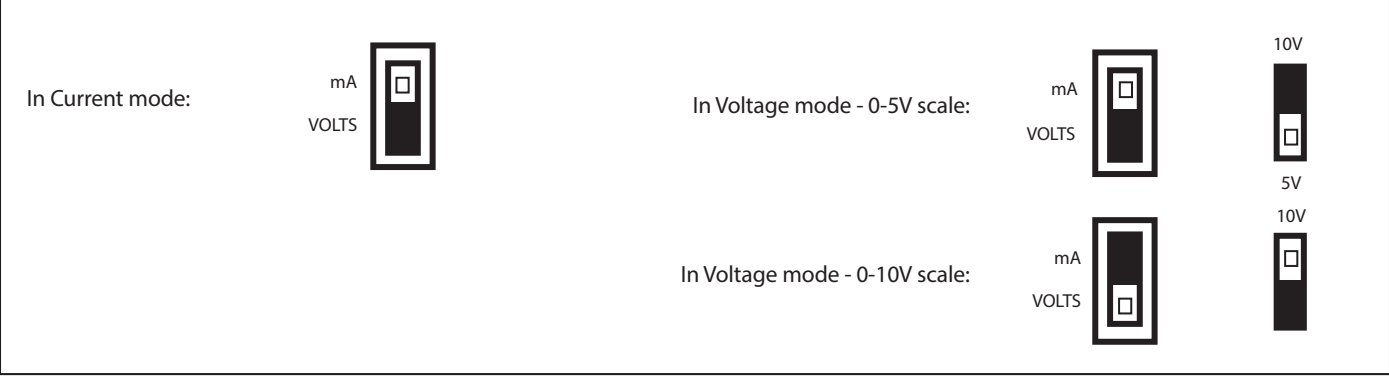 In Current mode:
mA
VOLTS
In Voltage mode - 0-5V scale:
mA
VOLTS
10V
5V
In Voltage mode - 0-10V scale:
mA
VOLTS
10V